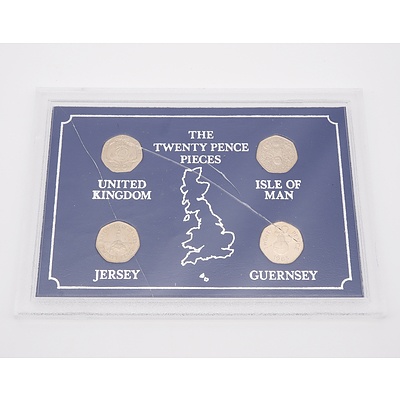 THE
TWENTY PENCE
PIECES
UNITED
KINGDOM
ISLE OF
MAN
JERSEY
GUERNSEY